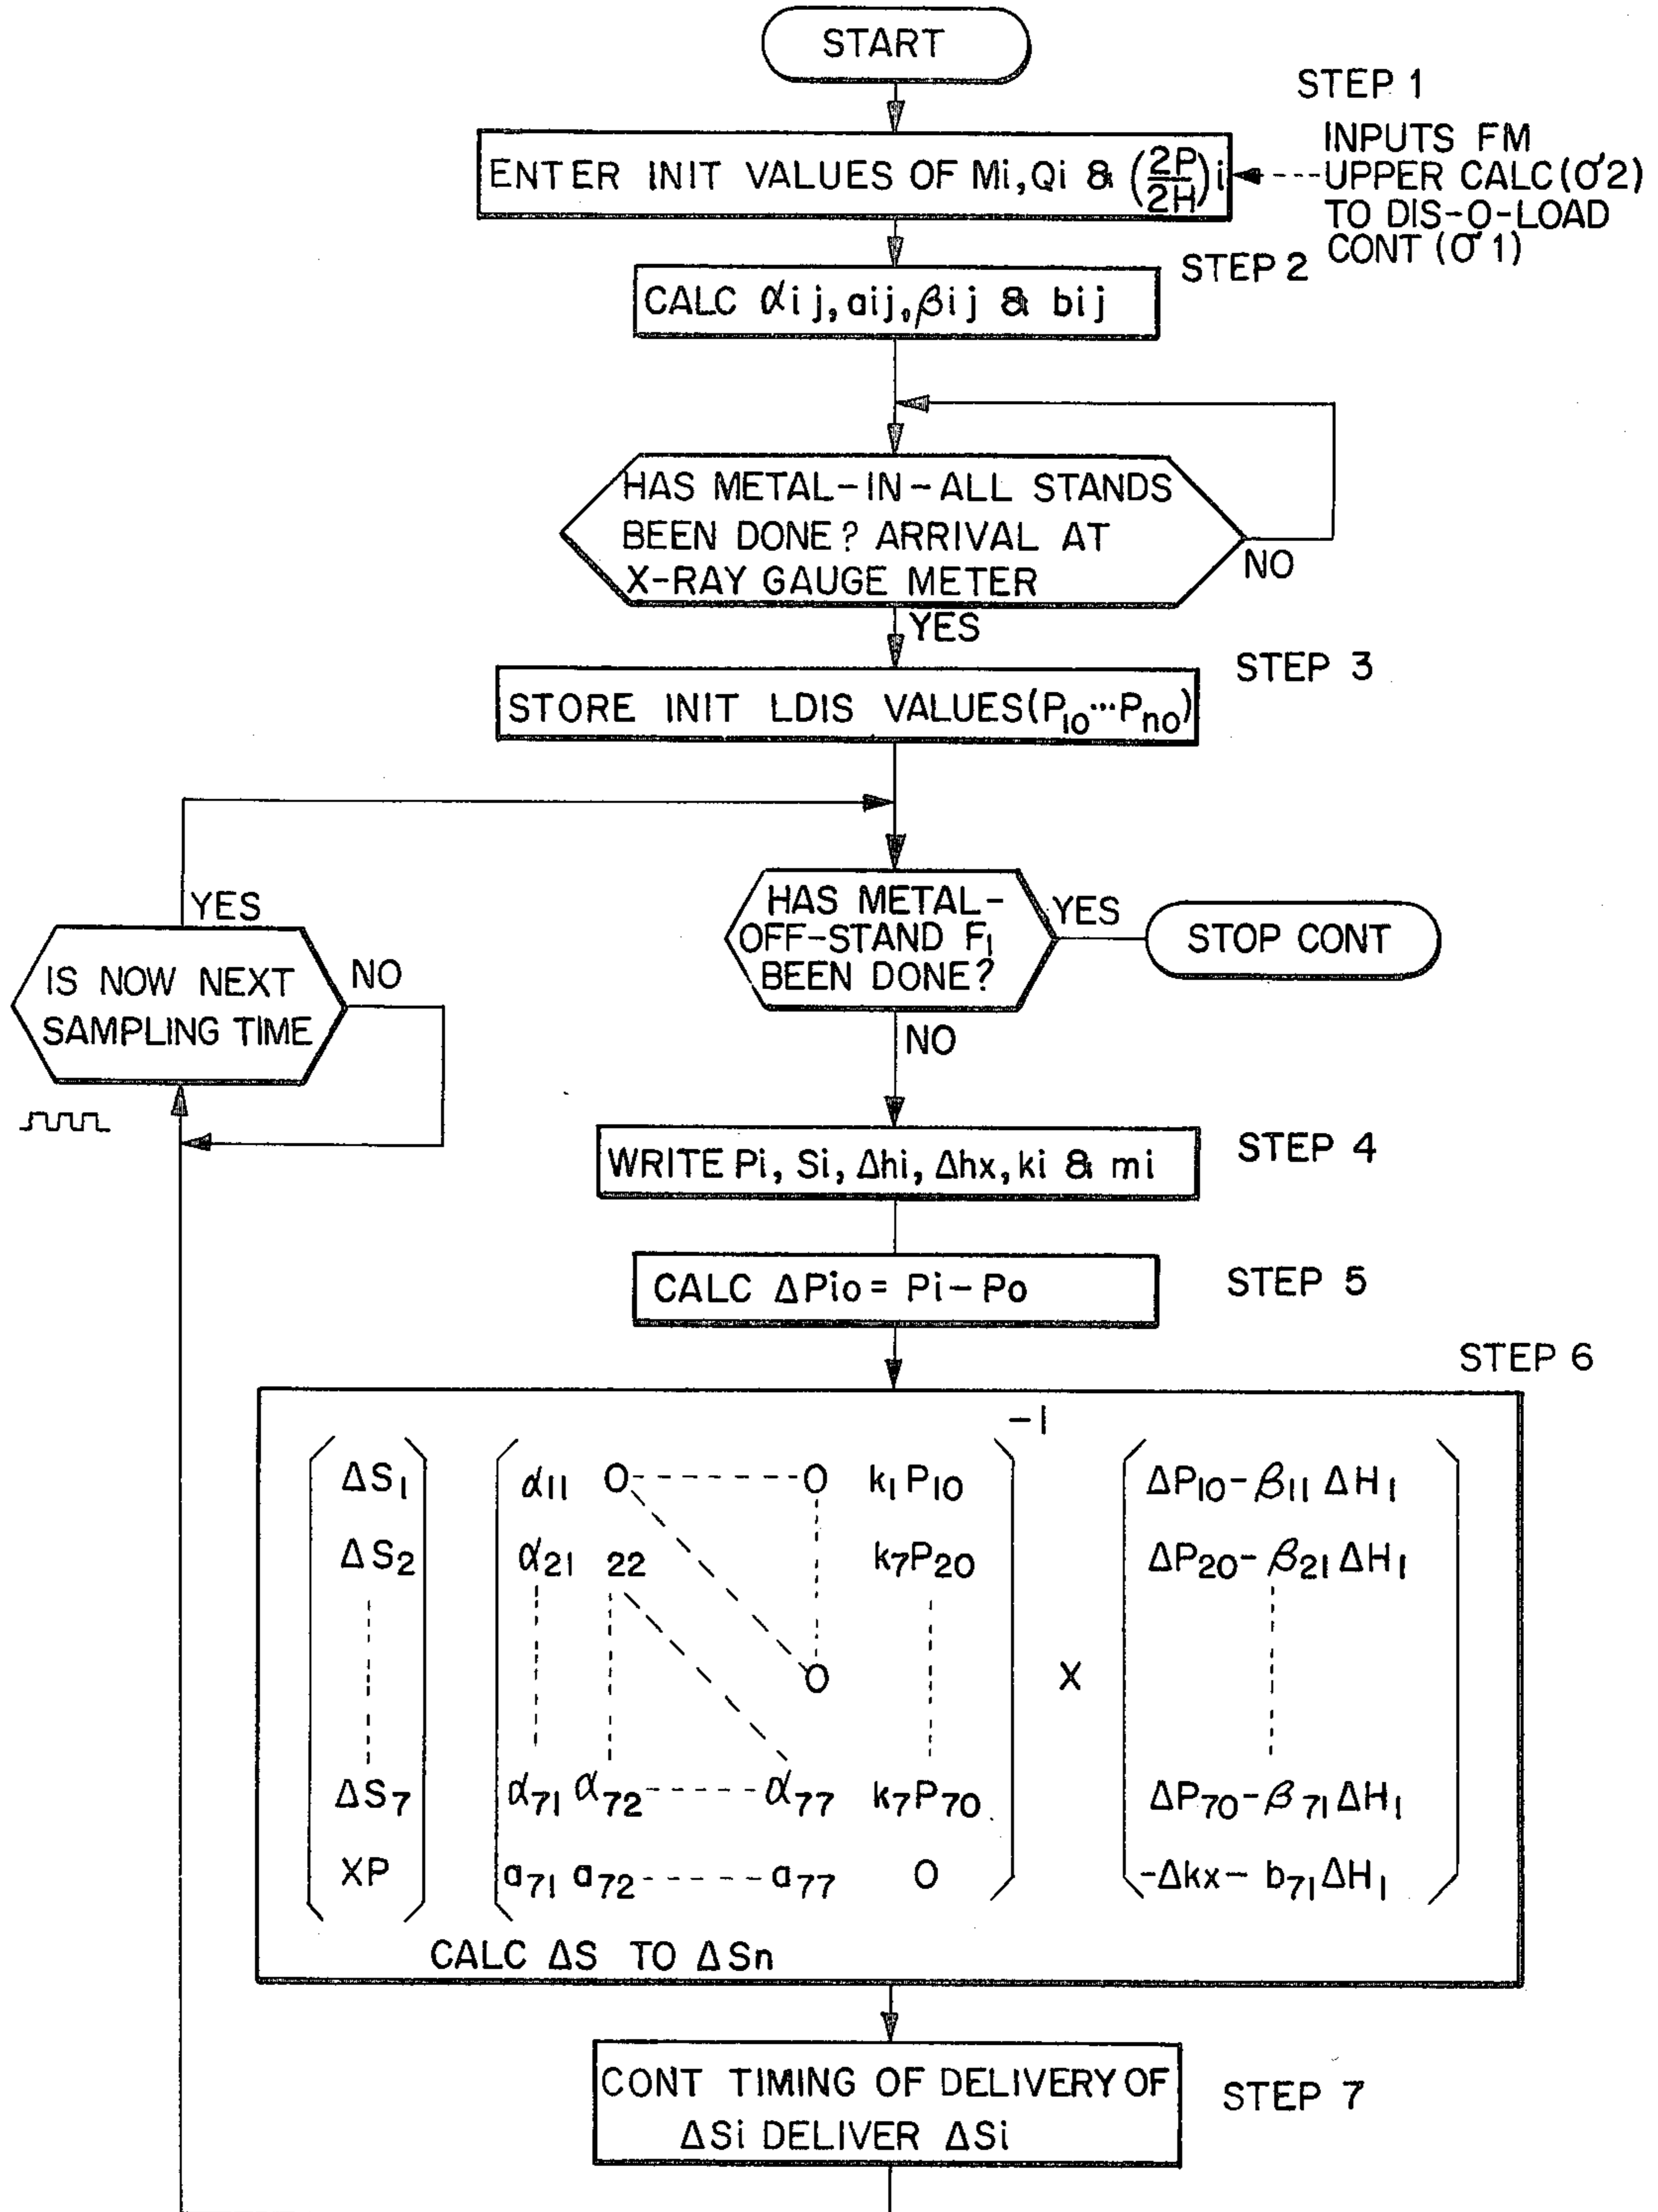 START
STEP 1
INPUTS FM
UPPER CALC(σ2)
TO DIS-O-LOAD
CONT (σ1)
ENTER INIT VALUES OF Mi, Qi & (2P/2H)i
STEP 2
CALC αij, aij, βij & bij
HAS METAL-IN-ALL STANDS
BEEN DONE? ARRIVAL AT
X-RAY GAUGE METER
NO
YES
STEP 3
STORE INIT LDIS VALUES(P10···Pno)
YES
IS NOW NEXT
SAMPLING TIME
NO
HAS METAL-
OFF-STAND F1
BEEN DONE?
YES
STOP CONT
NO
STEP 4
WRITE Pi, Si, Δhi, Δhx, ki & mi
STEP 5
CALC ΔPio = Pi-Po
STEP 6
-1
ΔS1 α11 0 0 k1P10 ΔP10-β11 ΔH1
ΔS2 α21 22 k7P20 ΔP20-β21 ΔH1
0 X
ΔS7 α71 α72 α77 k7P70 ΔP70-β71 ΔH1
XP a71 a72 a77 0 -Δkx- b71 ΔH1
CALC ΔS TO ΔSn
CONT TIMING OF DELIVERY OF
ΔSi DELIVER ΔSi
STEP 7